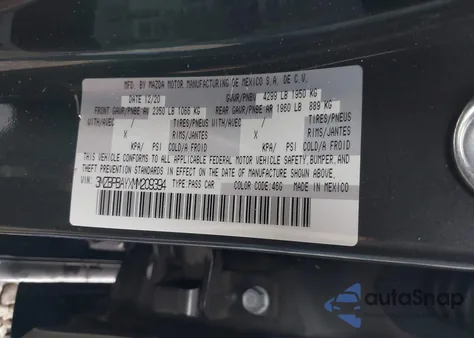 MFD. BY MAZDA MOTOR MANUFACTURING DE MEXICO S.A. DE C.V.
DATE 12/20 GVWR/PNBV 4299 LB 1950 KG
FRONT GAWR/PNBE AV 2350 LB 1066 KG REAR GAWR/PNBE AR 1960 LB 889 KG
WITH/AVEC / TIRES/PNEUS WITH/AVEC / TIRES/PNEUS
X RIMS/JANTES X RIMS/JANTES
KPA/ PSI COLD/A FROID KPA/ PSI COLD/A FROID
THIS VEHICLE CONFORMS TO ALL APPLICABLE FEDERAL MOTOR VEHICLE SAFETY, BUMPER, AND
THEFT PREVENTION STANDARDS IN EFFECT ON THE DATE OF MANUFACTURE SHOWN ABOVE.
VIN: TYPE PASS CAR COLOR CODE: 46G MADE IN MEXICO
autoSnap